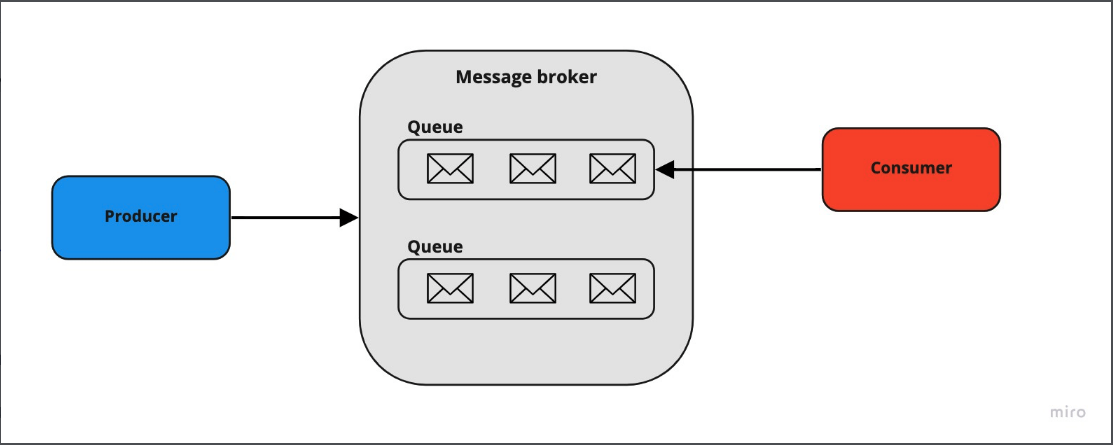 Message broker
Queue
Producer
Consumer
Queue
miro